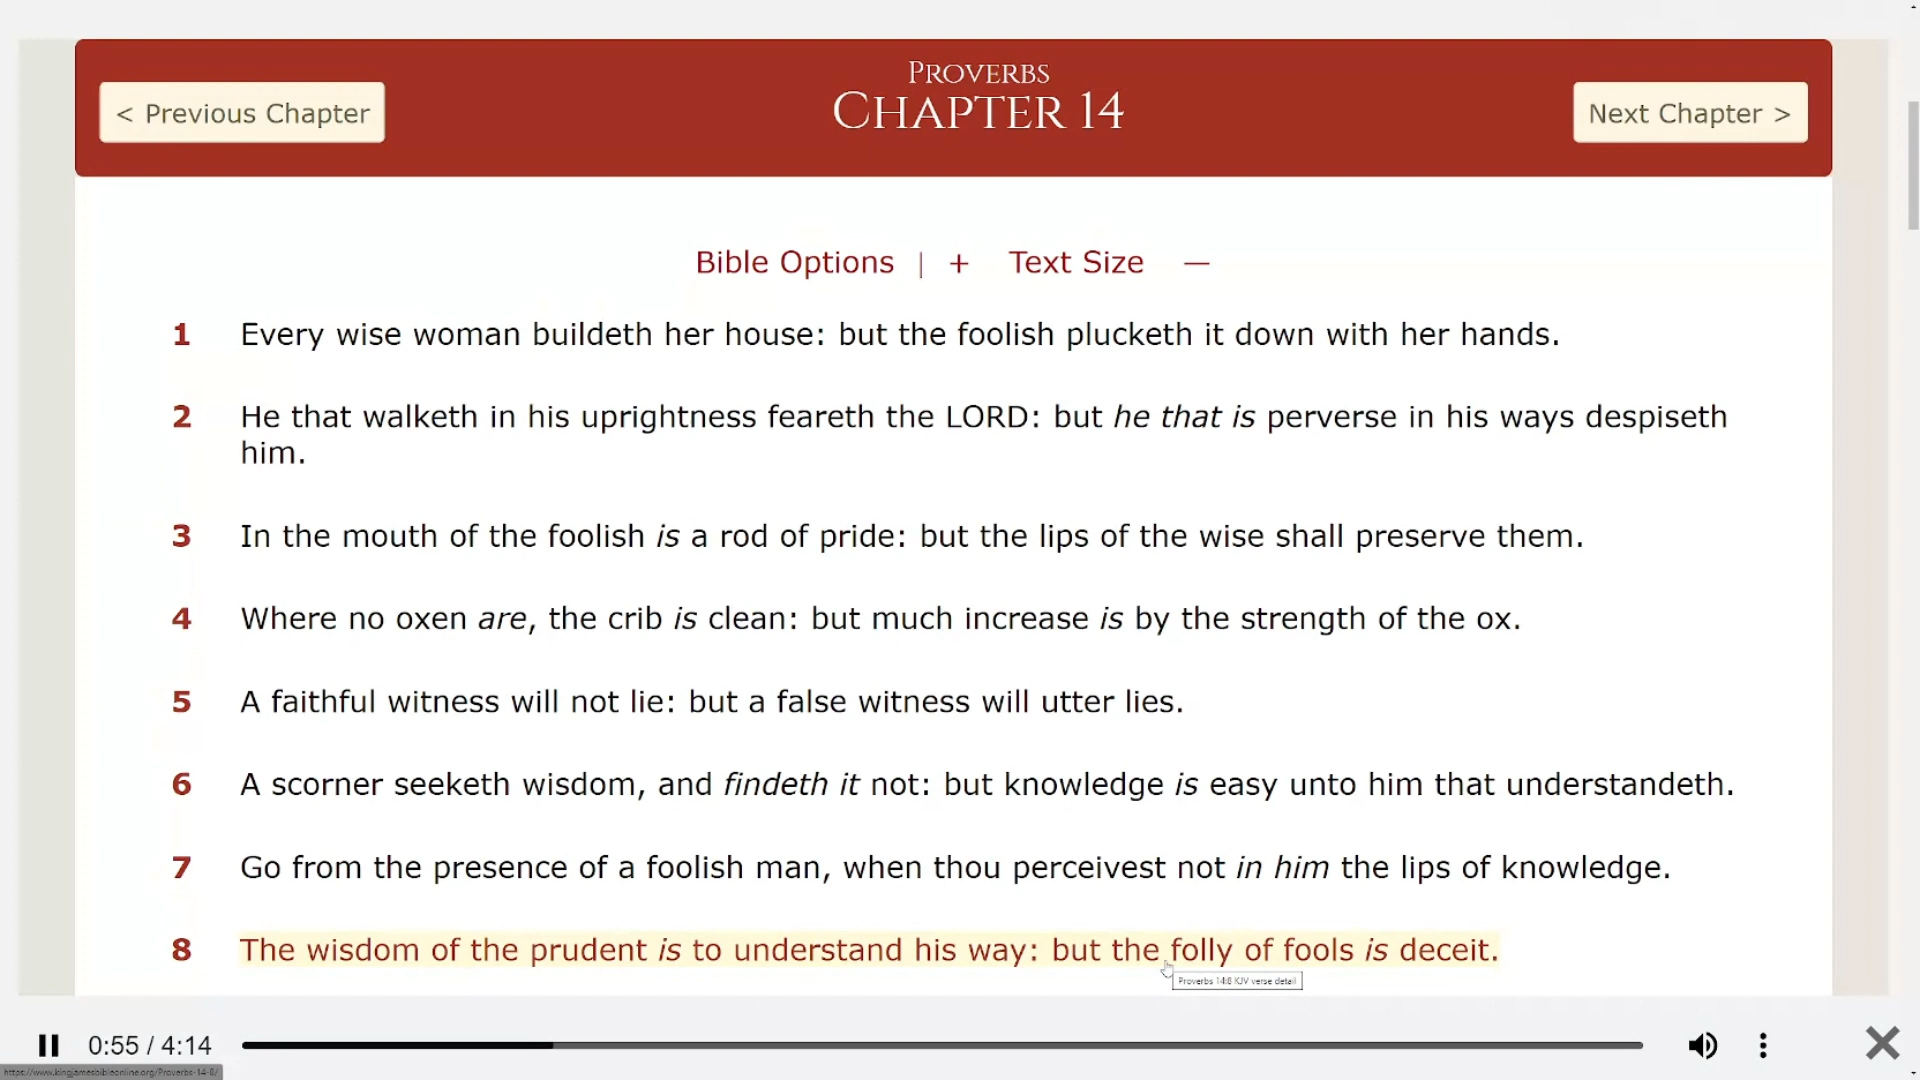 PROVERBS
< Previous Chapter
CHAPTER 14
Next Chapter >
Bible Options | + Text Size —
1 Every wise woman buildeth her house: but the foolish plucketh it down with her hands.
2 He that walketh in his uprightness feareth the LORD: but he that is perverse in his ways despiseth
him.
3 In the mouth of the foolish is a rod of pride: but the lips of the wise shall preserve them.
4 Where no oxen are, the crib is clean: but much increase is by the strength of the ox.
5 A faithful witness will not lie: but a false witness will utter lies.
6 A scorner seeketh wisdom, and findeth it not: but knowledge is easy unto him that understandeth.
7 Go from the presence of a foolish man, when thou perceivest not in him the lips of knowledge.
8 The wisdom of the prudent is to understand his way: but the folly of fools is deceit.
Proverbs 14:8 KJV verse detail
0:55 / 4:14
https://www.kingjamesbibleonline.org/Proverbs-14-8/